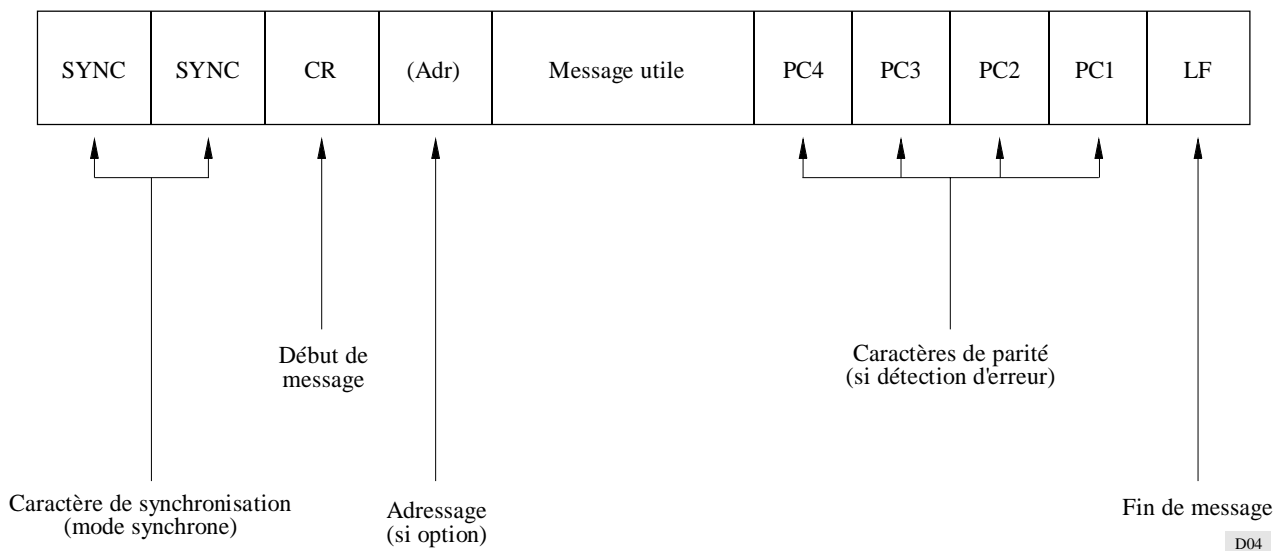 SYNC SYNC CR (Adr) Message utile PC4 PC3 PC2 PC1 LF
Début de
message
Caractères de parité
(si détection d'erreur)
Caractère de synchronisation
(mode synchrone)
Adressage
(si option)
Fin de message
D04